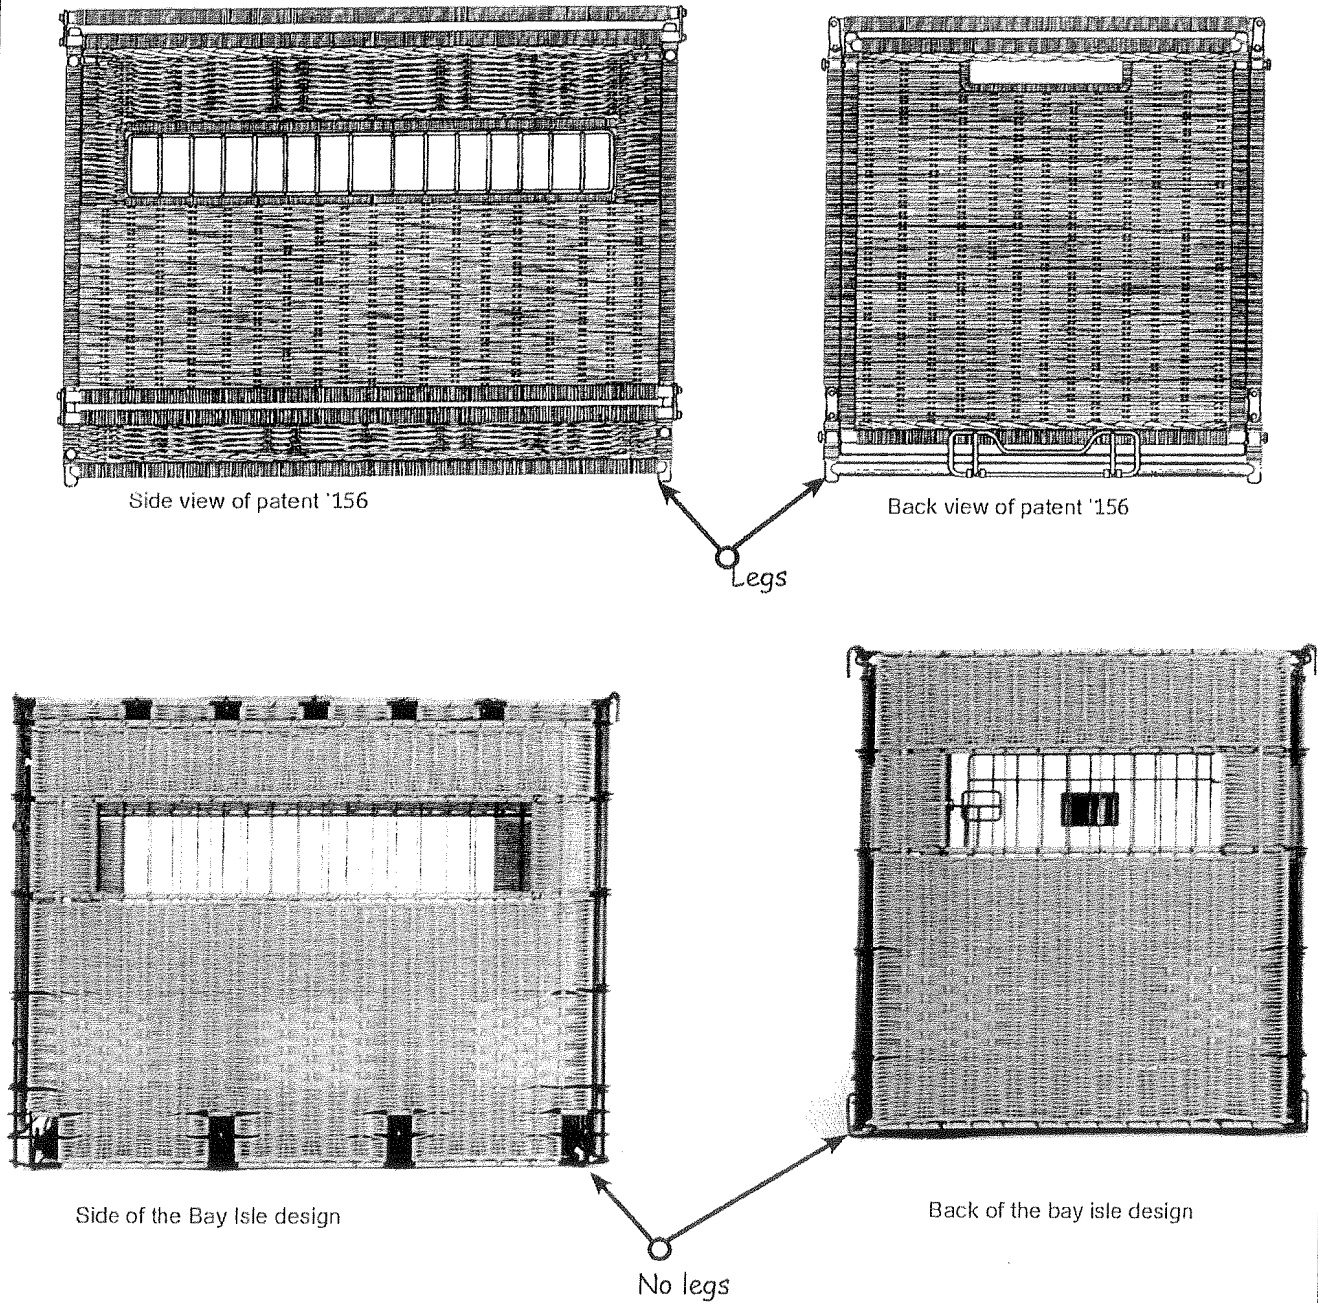 Side view of patent '156
Back view of patent '156
Legs
Side of the Bay Isle design
Back of the bay isle design
No legs